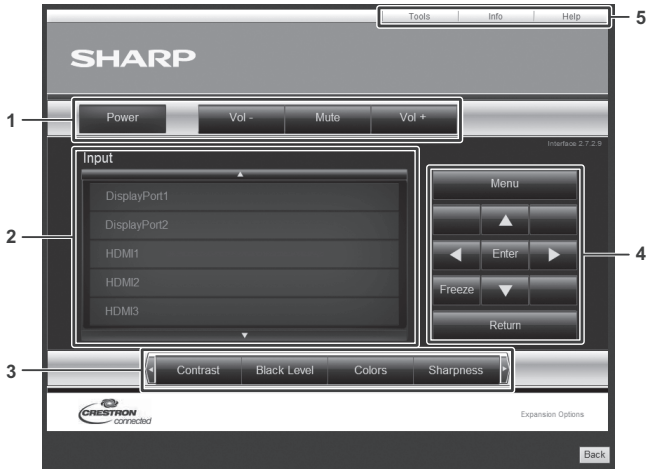 Tools Info Help 5
SHARP
1 Power Vol - Mute Vol +
Interface 2.7.2.9
Input
DisplayPort1
DisplayPort2
HDMI1
HDMI2
HDMI3
2
Menu
Enter
Freeze
Return
4
3 Contrast Black Level Colors Sharpness
CRESTRON
connected
Expansion Options
Back